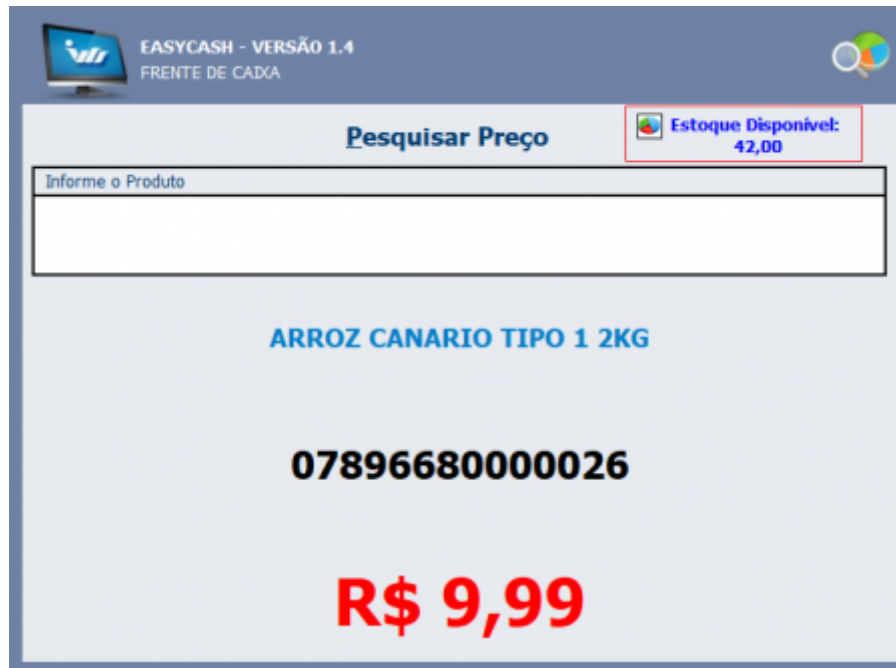 EASYCASH - VERSÃO 1.4
FRENTE DE CAIXA
Pesquisar Preço
Estoque Disponível:
42,00
Informe o Produto
ARROZ CANARIO TIPO 1 2KG
07896680000026
R$ 9,99